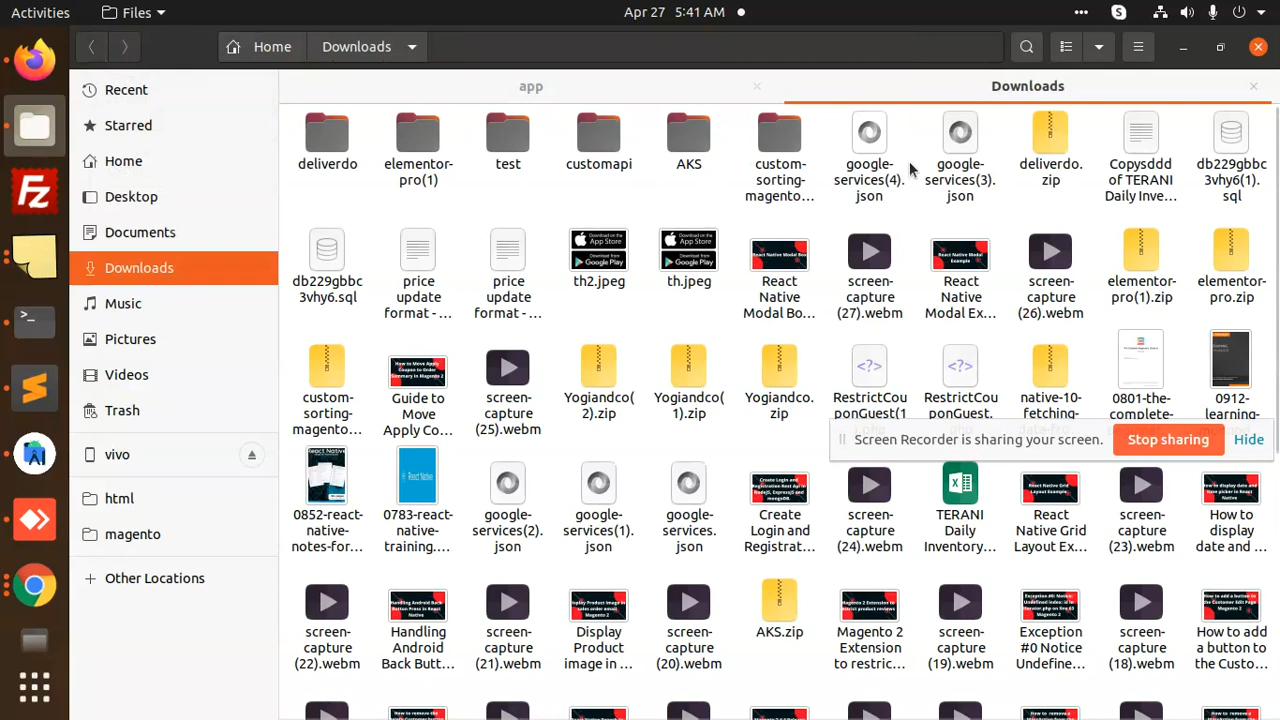 Activities Files Apr 27 5:41 AM
Home Downloads
app Downloads
Recent
Starred
Home
Desktop
Documents
Downloads
Music
Pictures
Videos
Trash
vivo
html
magento
Other Locations
deliverdo
elementor-
pro(1)
test
customapi
AKS
custom-
sorting-
magento...
google-
services(4).
json
google-
services(3).
json
deliverdo.
zip
Copysddd
of TERANI
Daily Inve...
db229gbbc
3vhy6(1).
sql
db229gbbc
3vhy6.sql
price
update
format - ...
price
update
format - ...
th2.jpeg
th.jpeg
React
Native
Modal Bo...
screen-
capture
(27).webm
React
Native
Modal Ex...
screen-
capture
(26).webm
elementor-
pro(1).zip
elementor-
pro.zip
custom-
sorting-
magento...
Guide to
Move
Apply Co...
screen-
capture
(25).webm
Yogiandco(
2).zip
Yogiandco(
1).zip
Yogiandco.
zip
RestrictCou
ponGuest(1
RestrictCou
ponGuest.
native-10-
fetching-
0801-the-
complete-
0912-
learning-
Screen Recorder is sharing your screen. Stop sharing Hide
0852-react-
native-
notes-for...
0783-react-
native-
training....
google-
services(2).
json
google-
services(1).
json
google-
services.
json
Create
Login and
Registrat...
screen-
capture
(24).webm
TERANI
Daily
Inventory...
React
Native Grid
Layout Ex...
screen-
capture
(23).webm
How to
display
date and ...
screen-
capture
(22).webm
Handling
Android
Back Butt...
screen-
capture
(21).webm
Display
Product
image in ...
screen-
capture
(20).webm
AKS.zip
Magento 2
Extension
to restric...
screen-
capture
(19).webm
Exception
#0 Notice
Undefine...
screen-
capture
(18).webm
How to add
a button to
the Custo...